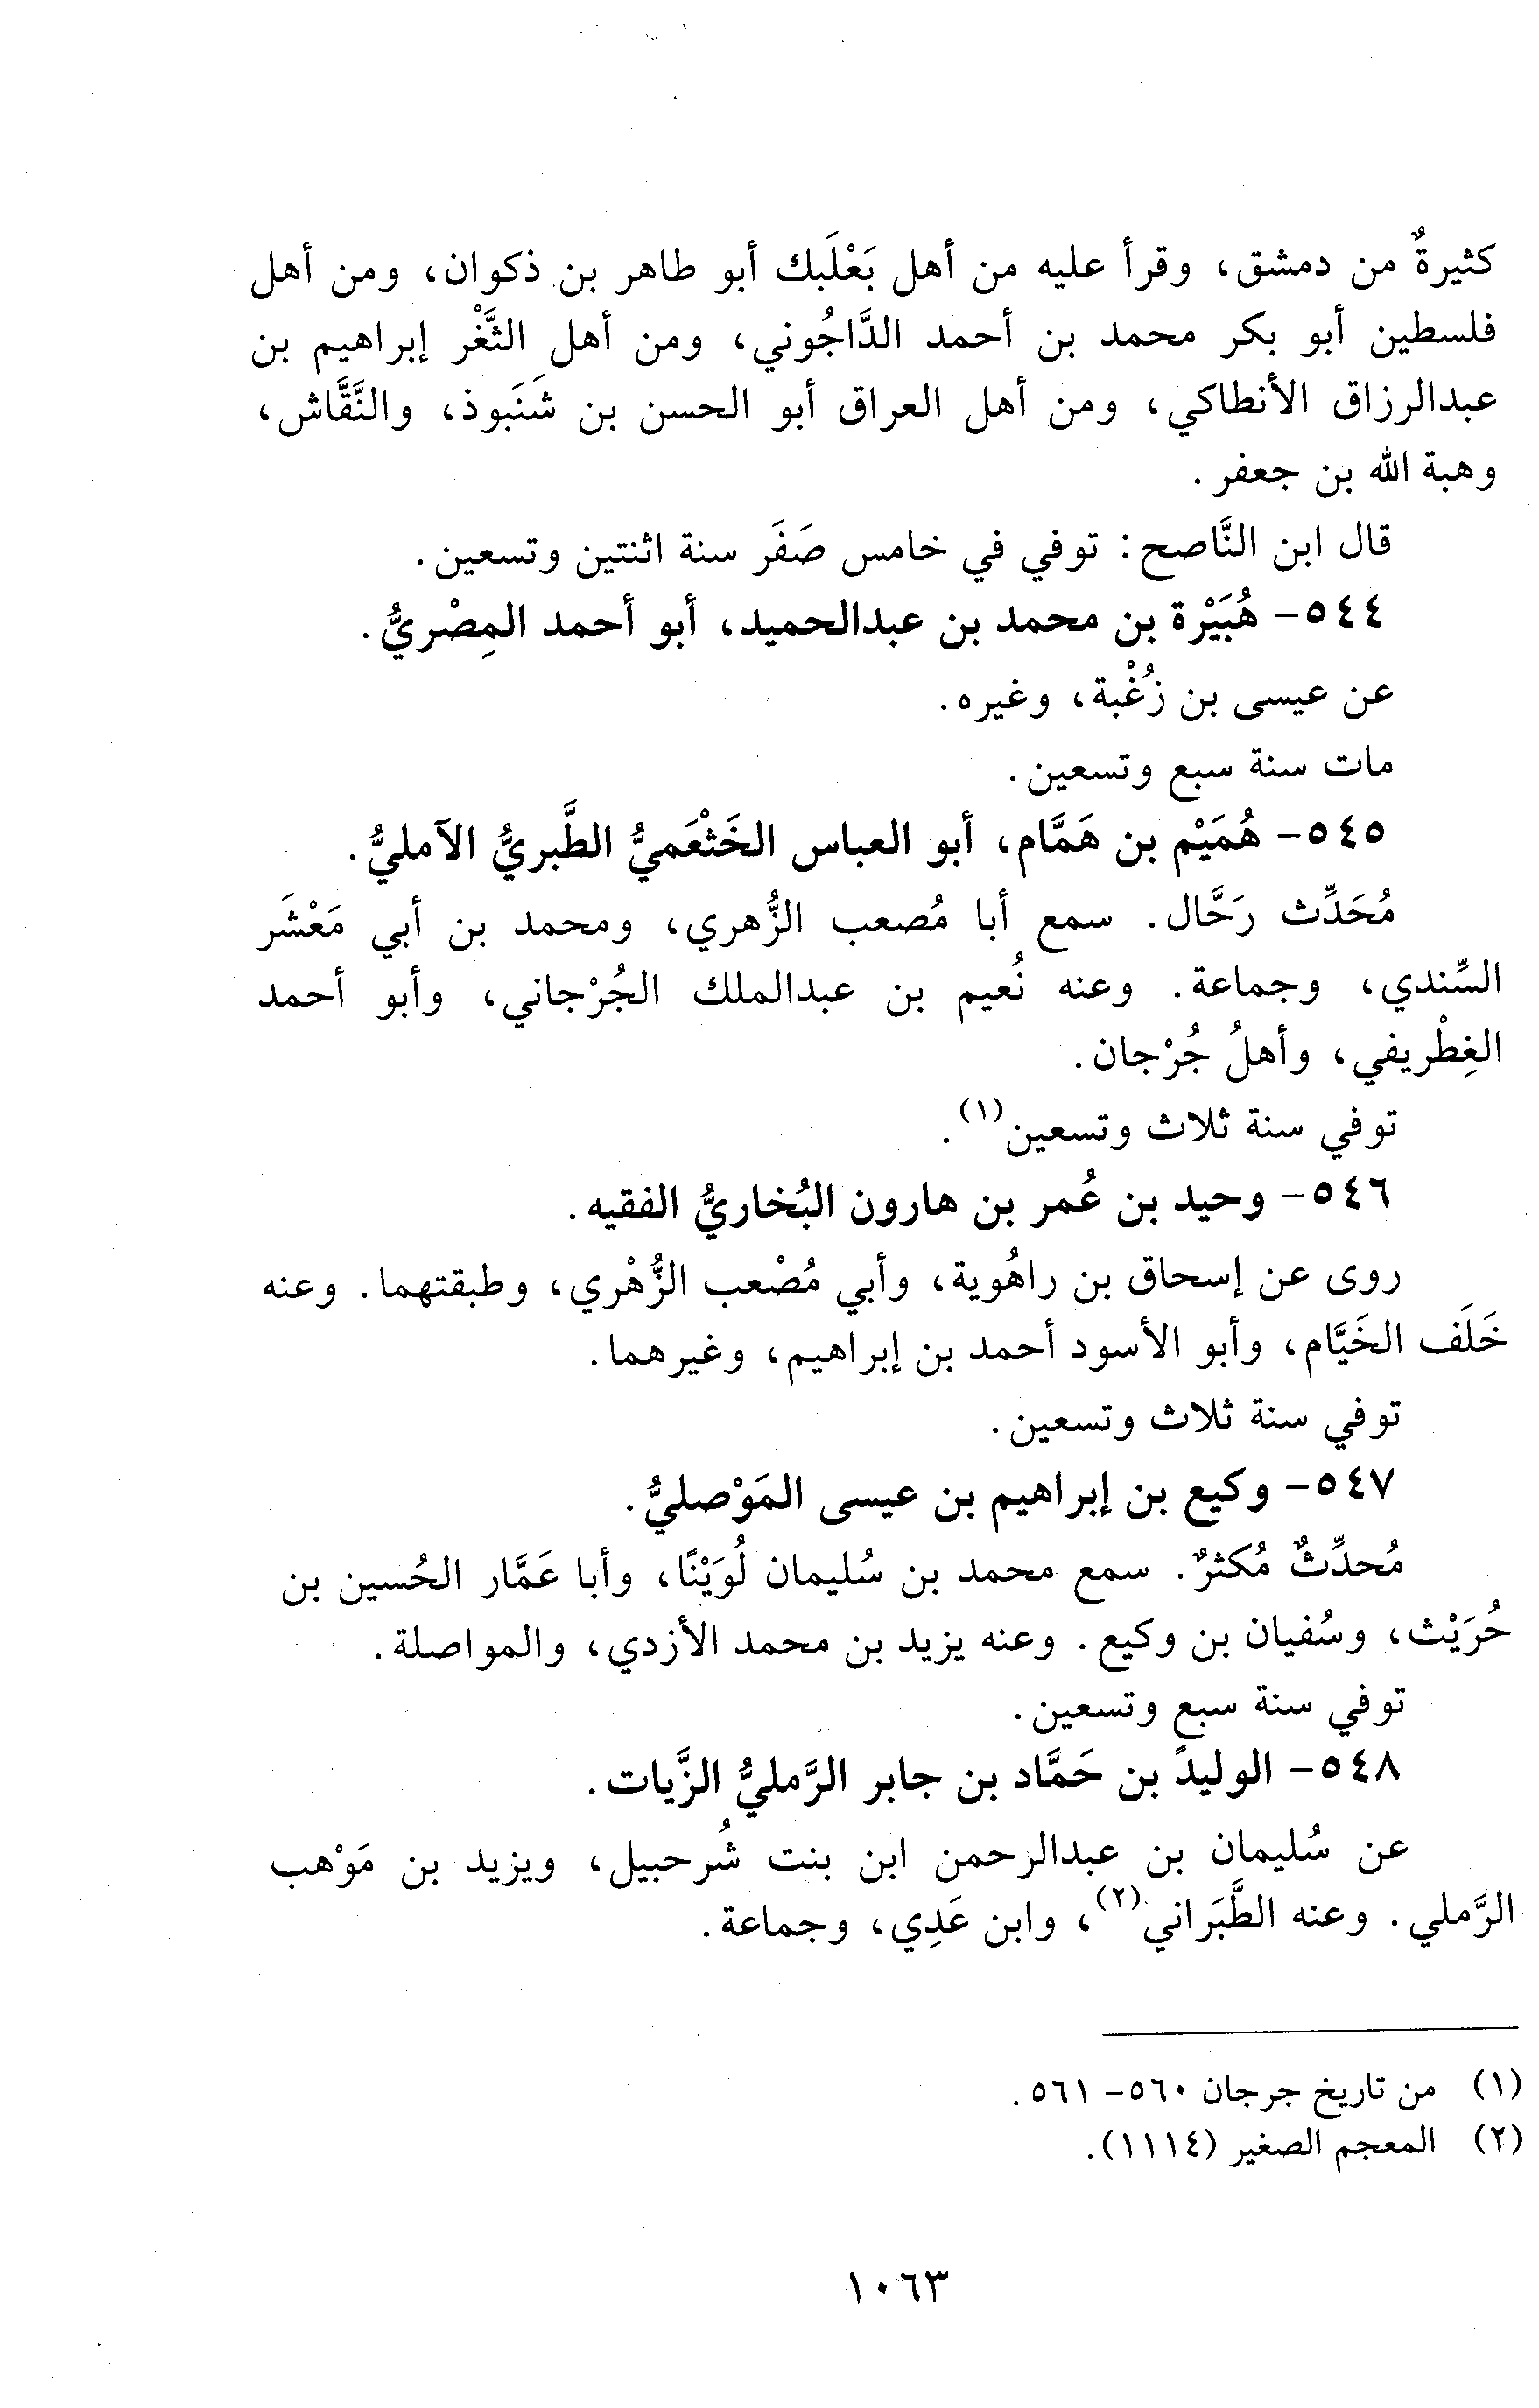 كثيرةٌ من دمشق، وقرأ عليه من أهل بَعْلَبك أبو طاهر بن ذكوان، ومن أهل
فلسطين أبو بكر محمد بن أحمد الدَّاجُوني، ومن أهل الثَّغْر إبراهيم بن
عبدالرزاق الأنطاكي، ومن أهل العراق أبو الحسن بن شَنَبوذ، والنَّقَّاش،
وهبة الله بن جعفر.
قال ابن النَّاصح: توفي في خامس صَفَر سنة اثنتين وتسعين.
٥٤٤- هُبَيْرة بن محمد بن عبدالحميد، أبو أحمد المِصْريُّ.
عن عيسى بن زُغْبة، وغيره.
مات سنة سبع وتسعين.
٥٤٥- هُمَيْم بن هَمَّام، أبو العباس الخَثْعَميُّ الطَّبريُّ الآمليُّ.
مُحَدِّث رَحَّال. سمع أبا مُصعب الزُّهري، ومحمد بن أبي مَعْشَر
السِّندي، وجماعة. وعنه نُعيم بن عبدالملك الجُرْجاني، وأبو أحمد
الغِطْريفي، وأهلُ جُرْجان.
توفي سنة ثلاث وتسعين(١).
٥٤٦- وحيد بن عُمر بن هارون البُخاريُّ الفقيه.
روى عن إسحاق بن راهُوية، وأبي مُصْعب الزُّهْري، وطبقتهما. وعنه
خَلَف الخَيَّام، وأبو الأسود أحمد بن إبراهيم، وغيرهما.
توفي سنة ثلاث وتسعين.
٥٤٧- وكيع بن إبراهيم بن عيسى المَوْصليُّ.
مُحدِّثٌ مُكثرٌ. سمع محمد بن سُليمان لُوَيْنًا، وأبا عَمَّار الحُسين بن
حُرَيْث، وسُفيان بن وكيع. وعنه يزيد بن محمد الأزدي، والمواصلة.
توفي سنة سبع وتسعين.
٥٤٨- الوليد بن حَمَّاد بن جابر الرَّمليُّ الزَّيات.
عن سُليمان بن عبدالرحمن ابن بنت شُرحبيل، ويزيد بن مَوْهب
الرَّملي. وعنه الطَّبَراني(٢)، وابن عَدِي، وجماعة.
(١) من تاريخ جرجان ٥٦٠- ٥٦١.
(٢) المعجم الصغير (١١١٤).
١٠٦٣